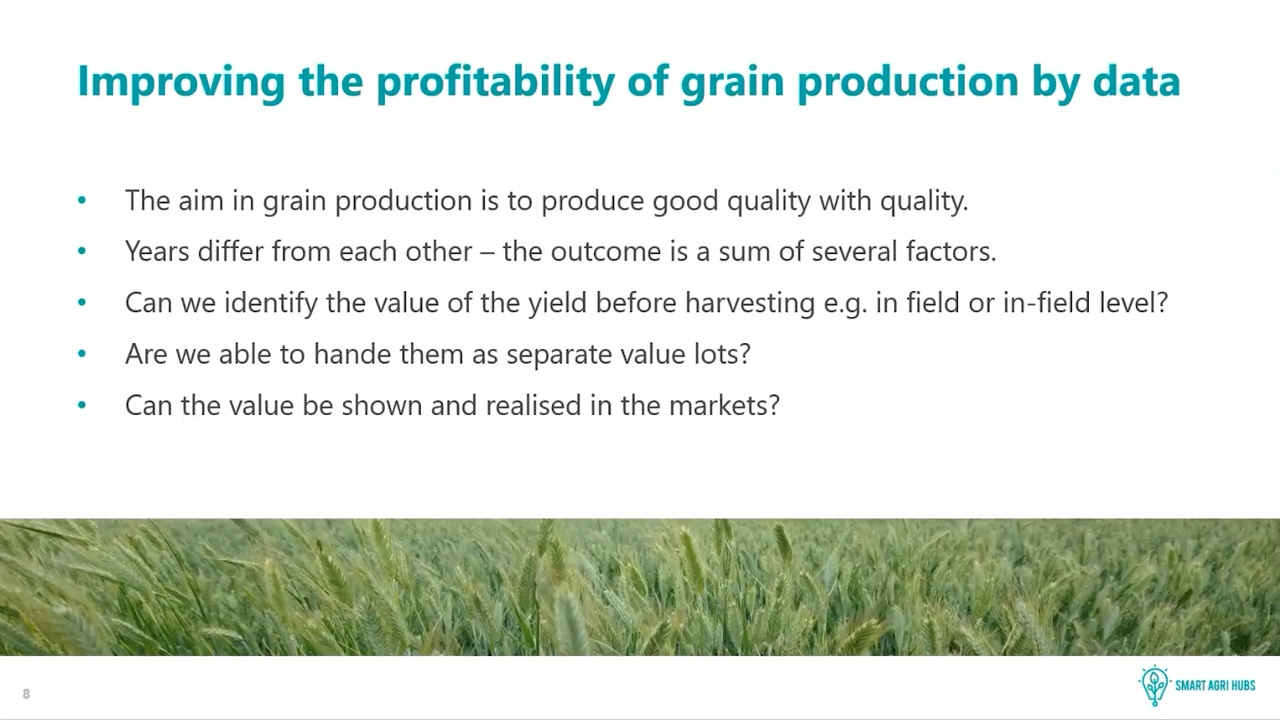 Improving the profitability of grain production by data
• The aim in grain production is to produce good quality with quality.
• Years differ from each other – the outcome is a sum of several factors.
• Can we identify the value of the yield before harvesting e.g. in field or in-field level?
• Are we able to hande them as separate value lots?
• Can the value be shown and realised in the markets?
8
SMART AGRI HUBS